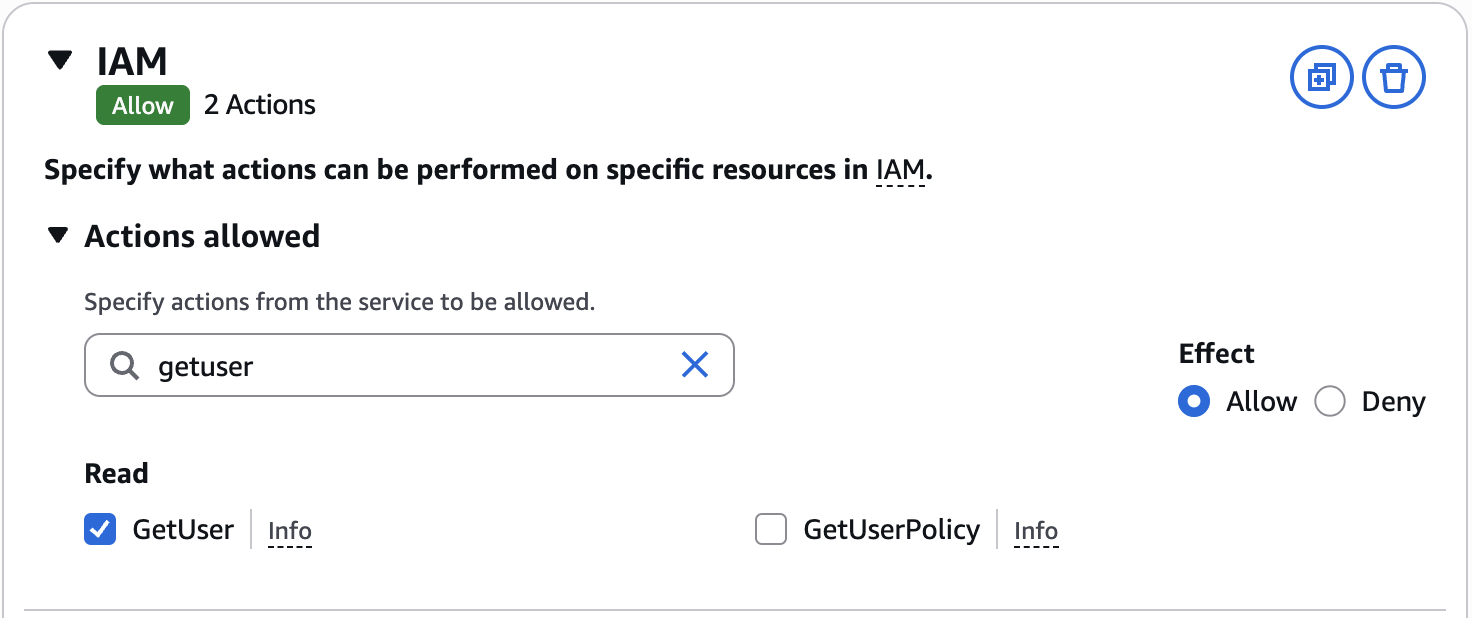 IAM
Allow 2 Actions
Specify what actions can be performed on specific resources in IAM.
Actions allowed
Specify actions from the service to be allowed.
getuser
Effect
Allow Deny
Read
GetUser Info GetUserPolicy Info